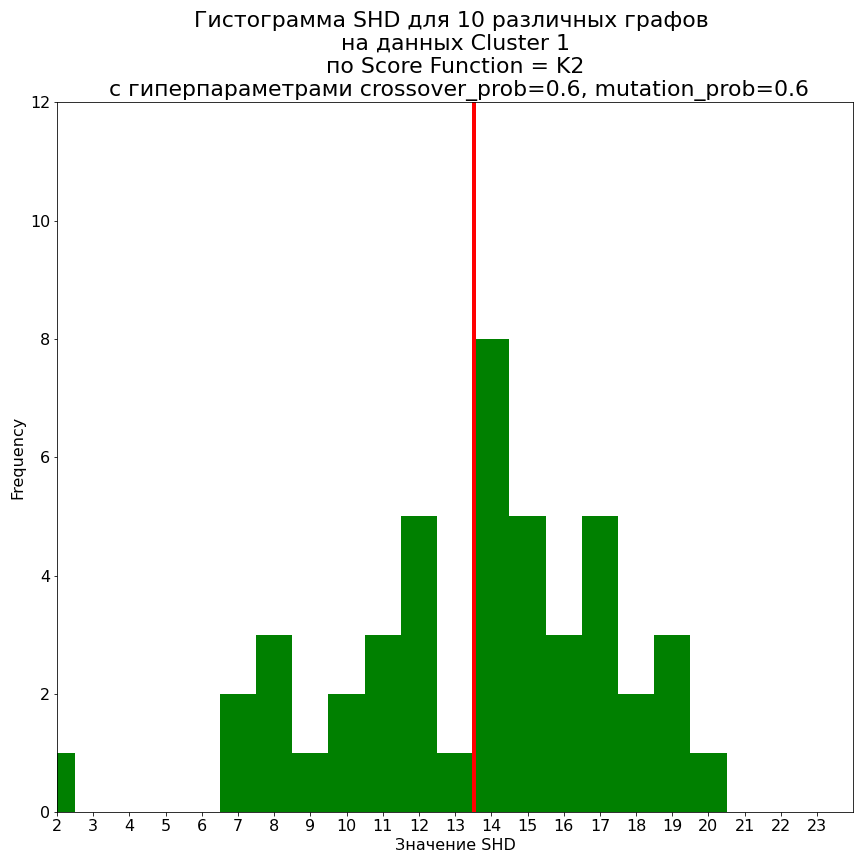 Гистограмма SHD для 10 различных графов
на данных Cluster 1
по Score Function = K2
с гиперпараметрами crossover_prob=0.6, mutation_prob=0.6
12
10
8
6
4
2
0
Frequency
2 3 4 5 6 7 8 9 10 11 12 13 14 15 16 17 18 19 20 21 22 23
Значение SHD